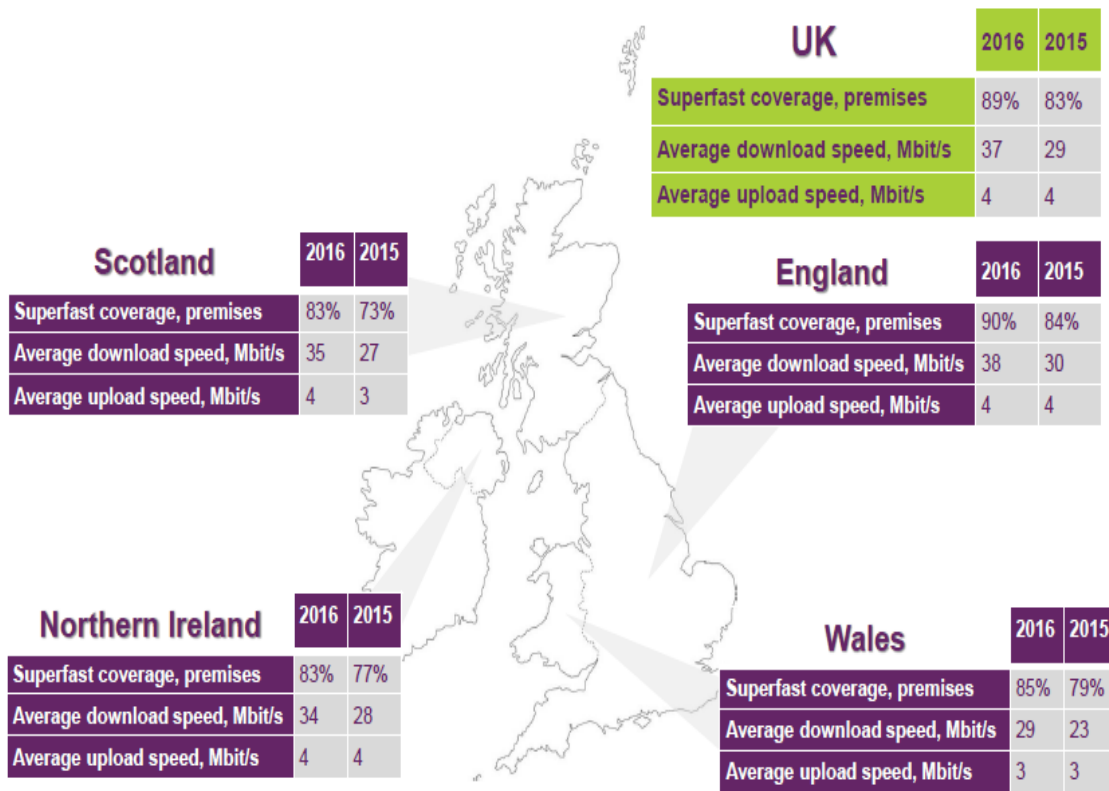 UK 2016 2015
Superfast coverage, premises 89% 83%
Average download speed, Mbit/s 37 29
Average upload speed, Mbit/s 4 4
Scotland 2016 2015
Superfast coverage, premises 83% 73%
Average download speed, Mbit/s 35 27
Average upload speed, Mbit/s 4 3
England 2016 2015
Superfast coverage, premises 90% 84%
Average download speed, Mbit/s 38 30
Average upload speed, Mbit/s 4 4
Northern Ireland 2016 2015
Superfast coverage, premises 83% 77%
Average download speed, Mbit/s 34 28
Average upload speed, Mbit/s 4 4
Wales 2016 2015
Superfast coverage, premises 85% 79%
Average download speed, Mbit/s 29 23
Average upload speed, Mbit/s 3 3